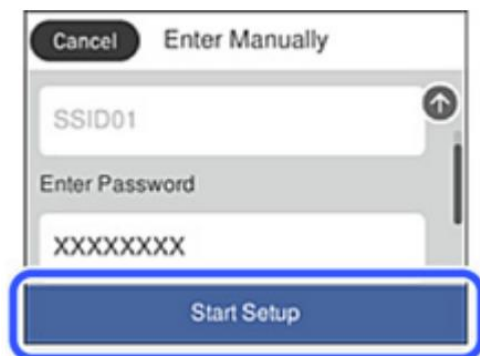 Cancel Enter Manually
SSID01
Enter Password
XXXXXXXX
Start Setup